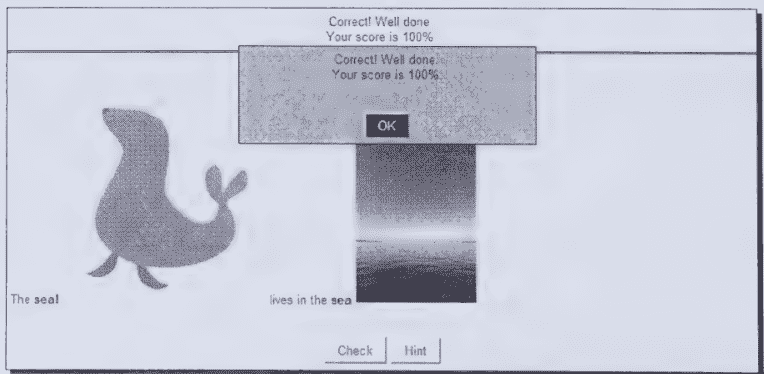 Correct! Well done
Your score is 100%
Correct! Well done.
Your score is 100%.
OK
The seal lives in the sea
Check Hint